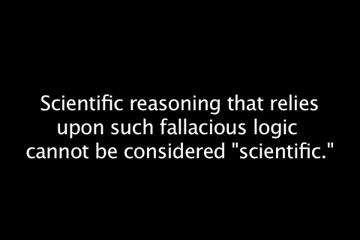 Scientific reasoning that relies
upon such fallacious logic
cannot be considered "scientific."